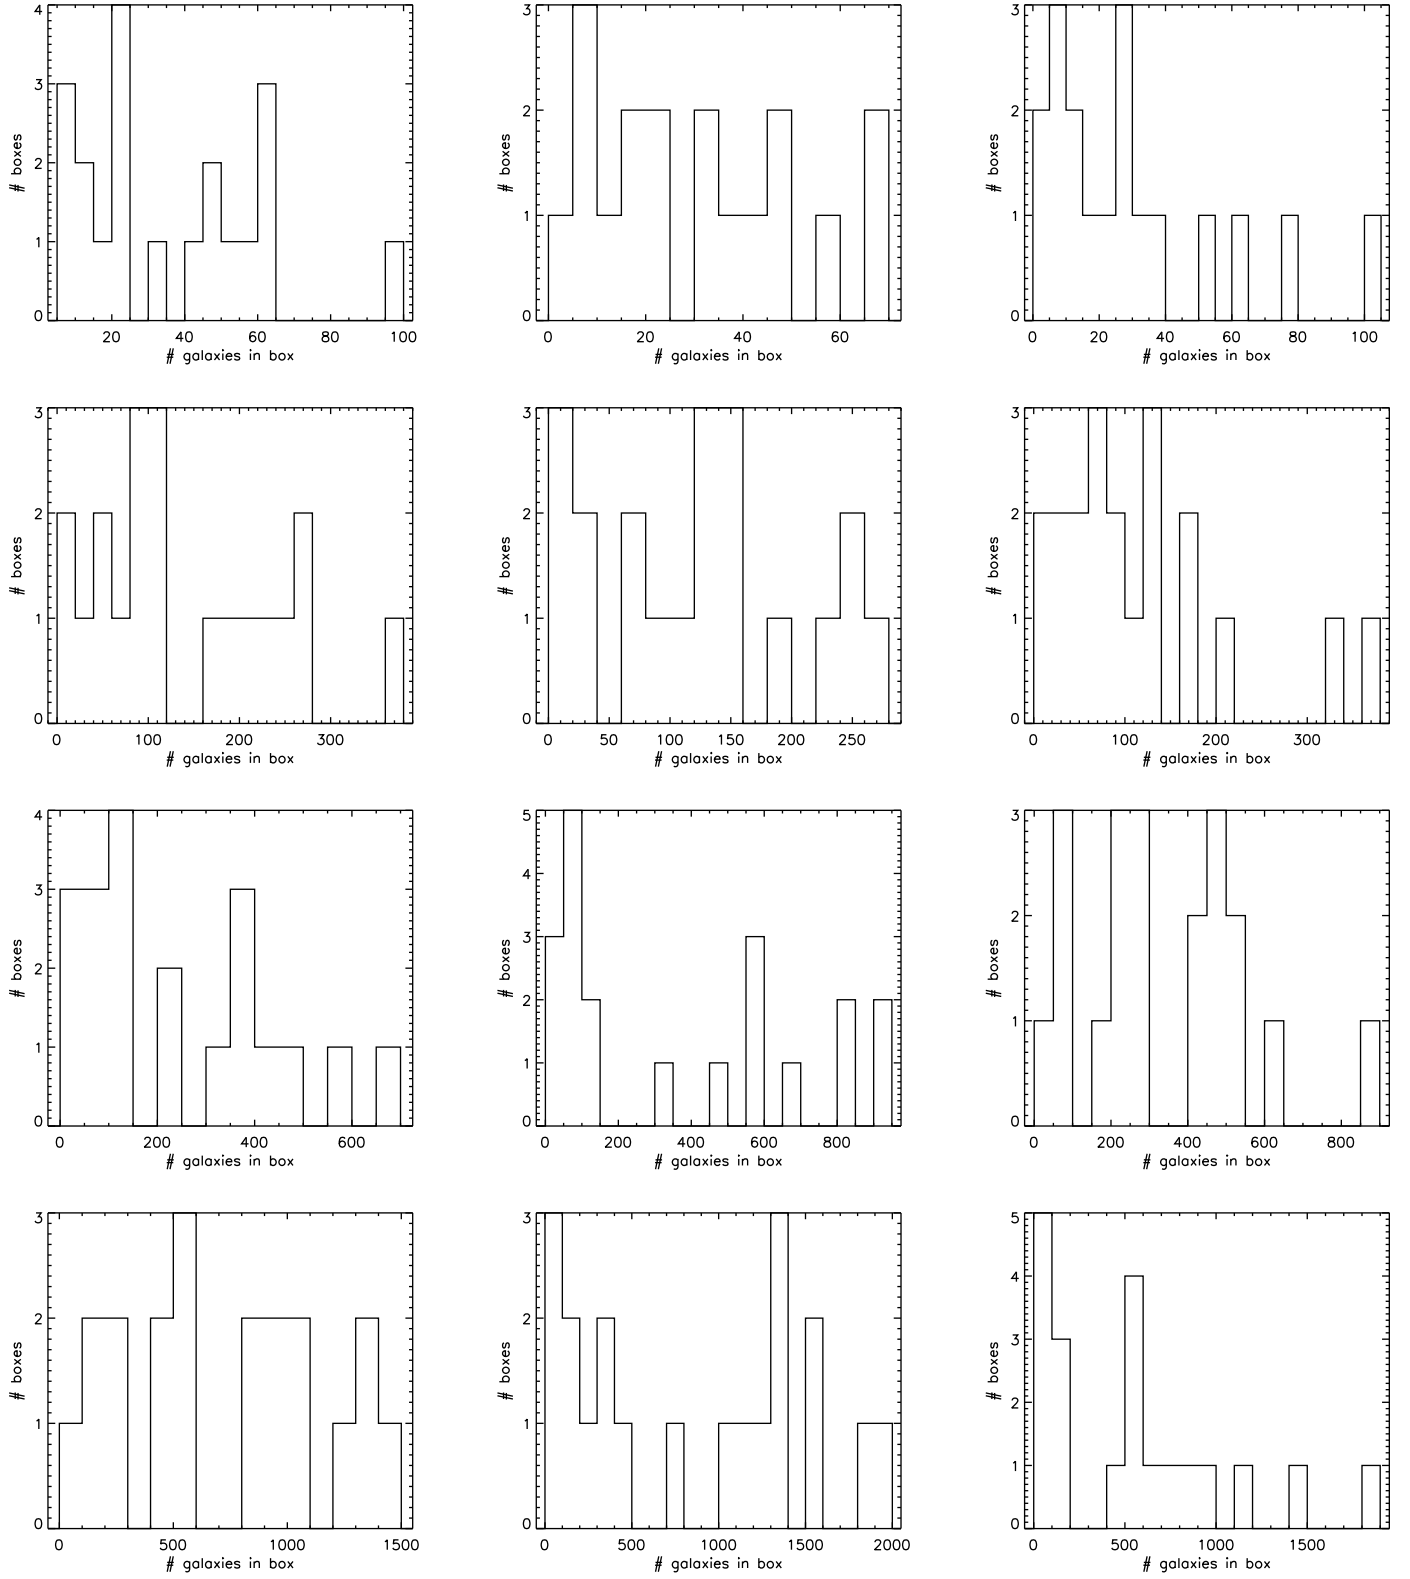 4
3
2
1
0
# boxes
20 40 60 80 100
# galaxies in box
3
2
1
0
# boxes
0 20 40 60
# galaxies in box
3
2
1
0
# boxes
0 20 40 60 80 100
# galaxies in box
3
2
1
0
# boxes
0 100 200 300
# galaxies in box
3
2
1
0
# boxes
0 50 100 150 200 250
# galaxies in box
3
2
1
0
# boxes
0 100 200 300
# galaxies in box
4
3
2
1
0
# boxes
0 200 400 600
# galaxies in box
5
4
3
2
1
0
# boxes
0 200 400 600 800
# galaxies in box
3
2
1
0
# boxes
0 200 400 600 800
# galaxies in box
3
2
1
0
# boxes
0 500 1000 1500
# galaxies in box
3
2
1
0
# boxes
0 500 1000 1500 2000
# galaxies in box
5
4
3
2
1
0
# boxes
0 500 1000 1500
# galaxies in box